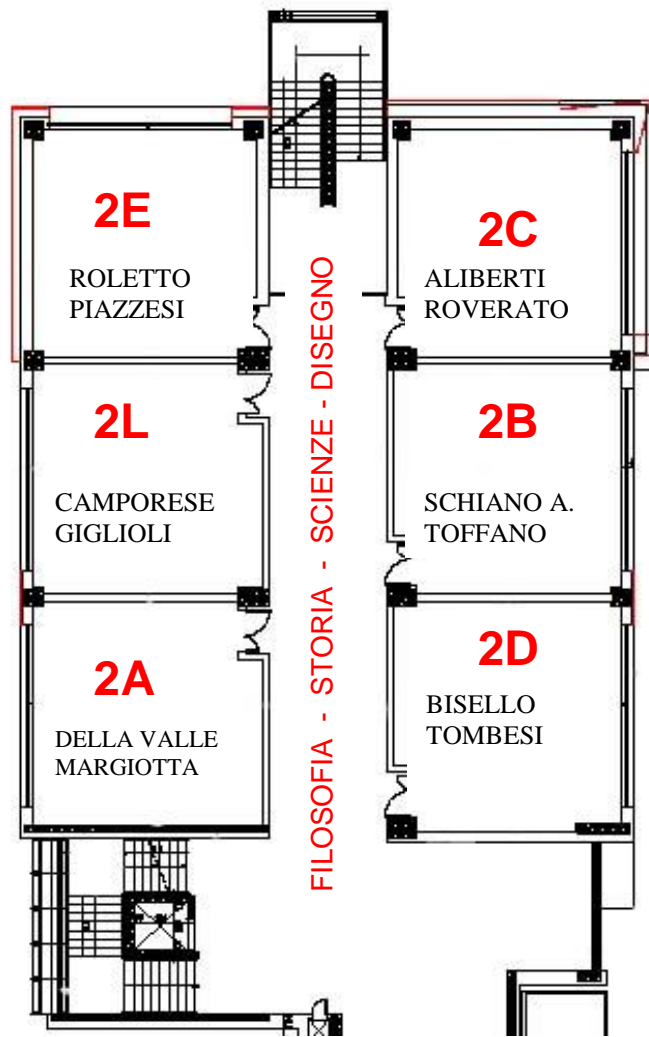 2E
ROLETTO
PIAZZESI
2C
ALIBERTI
ROVERATO
2L
CAMPORESE
GIGLIOLI
2B
SCHIANO A.
TOFFANO
2A
DELLA VALLE
MARGIOTTA
2D
BISELLO
TOMBESI
FILOSOFIA - STORIA - SCIENZE - DISEGNO